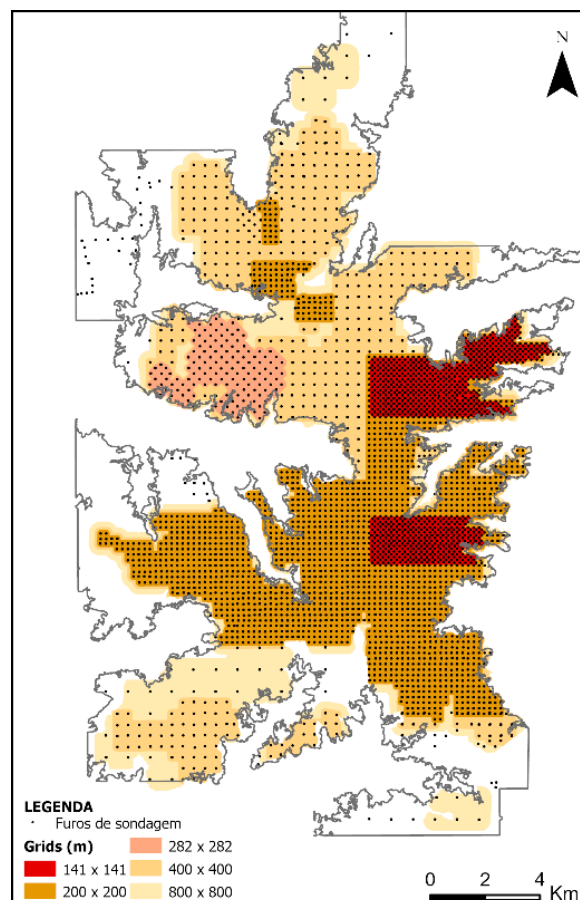 N
LEGENDA
Furos de sondagem
Grids (m)
282 x 282
141 x 141
400 x 400
200 x 200
800 x 800
0 2 4
Km